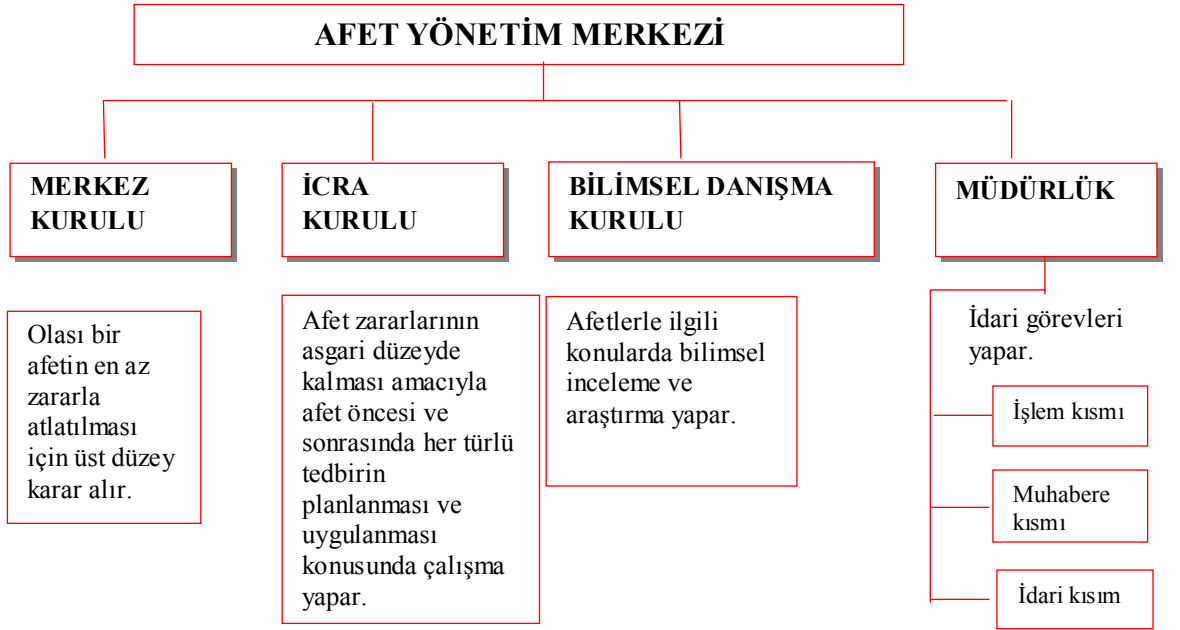 AFET YÖNETİM MERKEZİ
MERKEZ
KURULU
İCRA
KURULU
BİLİMSEL DANIŞMA
KURULU
MÜDÜRLÜK
Olası bir
afetin en az
zararla
atlatılması
için üst düzey
karar alır.
Afet zararlarının
asgari düzeyde
kalması amacıyla
afet öncesi ve
sonrasında her türlü
tedbirin
planlanması ve
uygulanması
konusunda çalışma
yapar.
Afetlerle ilgili
konularda bilimsel
inceleme ve
araştırma yapar.
İdari görevleri
yapar.
İşlem kısmı
Muhabere
kısmı
İdari kısım